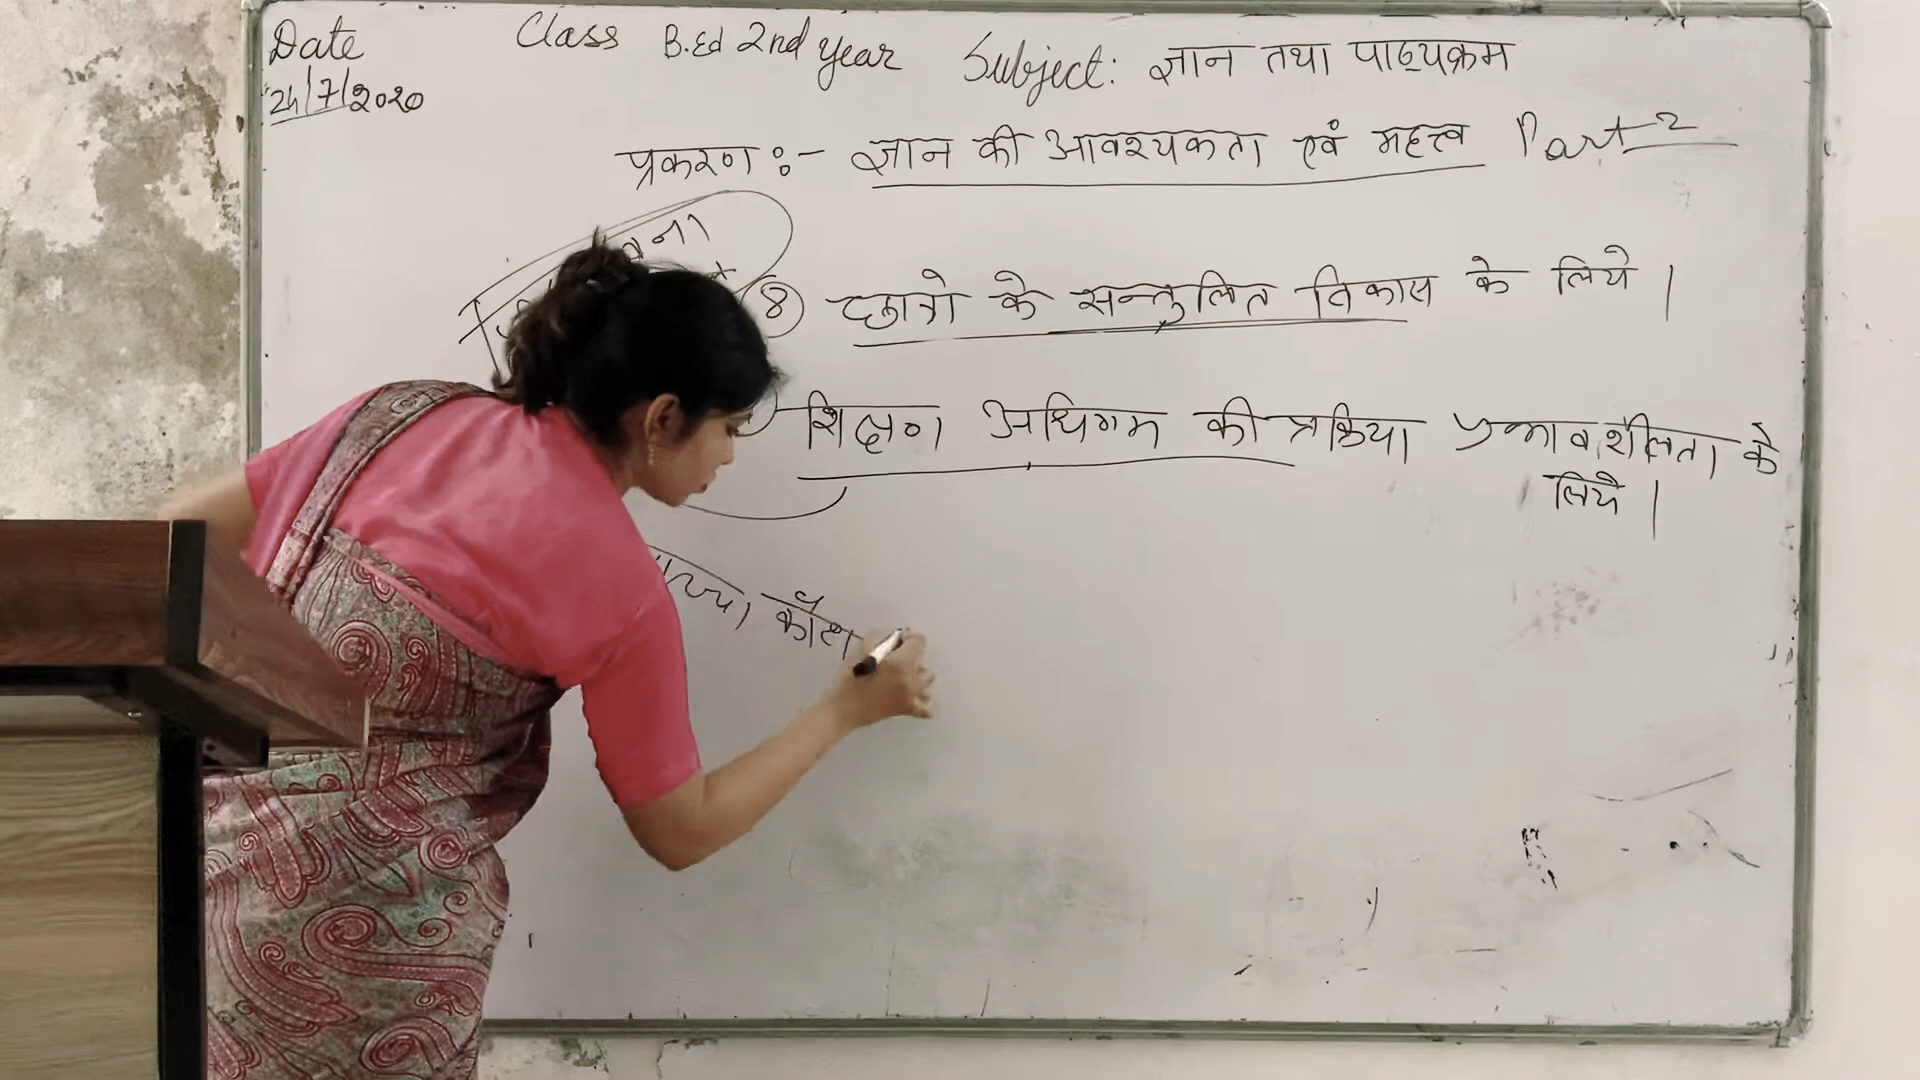 Date Class B.Ed 2nd year Subject: ज्ञान तथा पाठ्यक्रम
24/7/2020
प्रकरण :- ज्ञान की आवश्यकता एवं महत्त्व Part-2
8 छात्रो के सन्तुलित विकास के लिये ।
शिक्षण अधिगम की प्रक्रिया प्रभावशीलता के
लिये ।